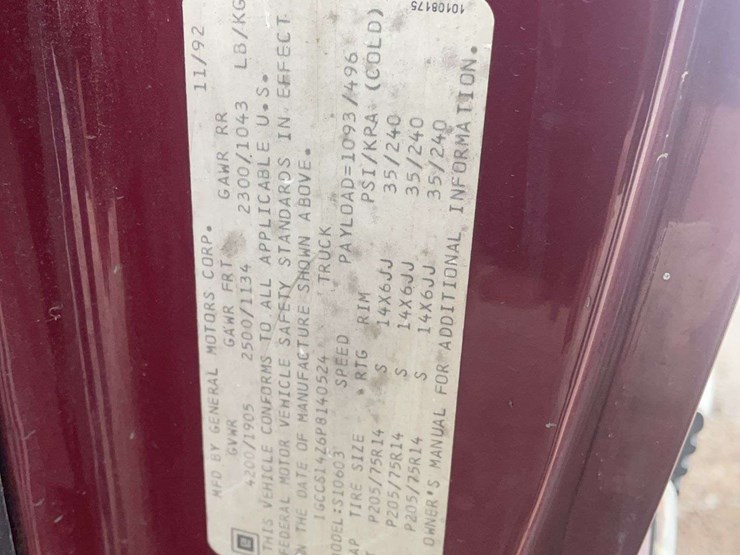 MFD BY GENERAL MOTORS CORP. 11/92
GVWR GAWR FRT GAWR RR
4200/1905 2500/1134 2300/1043 LB/KG
THIS VEHICLE CONFORMS TO ALL APPLICABLE U.S.
FEDERAL MOTOR VEHICLE SAFETY STANDARDS IN EFFECT
ON THE DATE OF MANUFACTURE SHOWN ABOVE.
1GCCS14Z6P8140524 TRUCK
ODEL:S10603 PAYLOAD=1093/496
AP TIRE SIZE SPEED RTG RIM PSI/KPA (COLD)
P205/75R14 S 14X6JJ 35/240
P205/75R14 S 14X6JJ 35/240
P205/75R14 S 14X6JJ 35/240
OWNER'S MANUAL FOR ADDITIONAL INFORMATION.
10108175